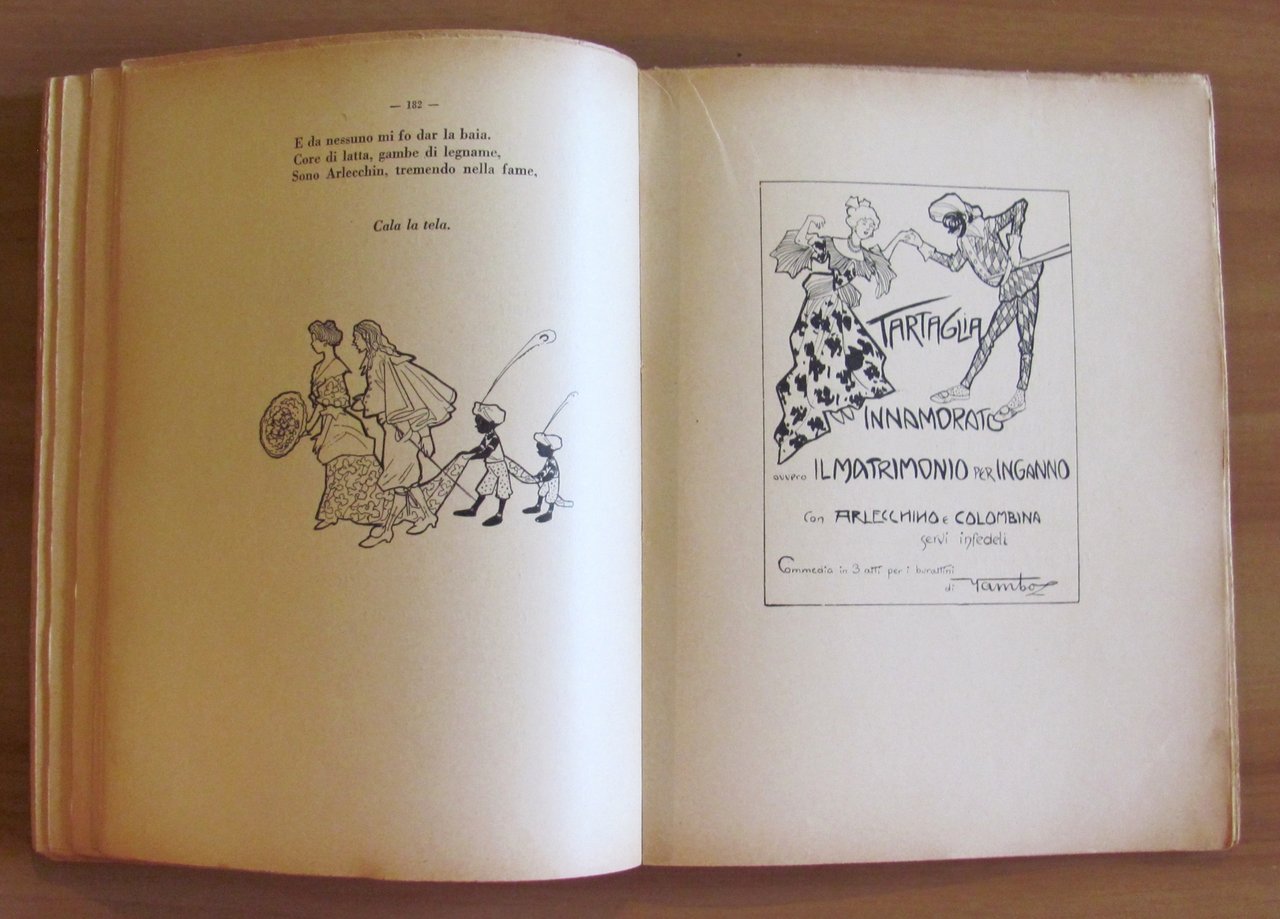 — 182 —
E da nessuno mi fo dar la baia.
Core di latta, gambe di legname,
Sono Arlecchin, tremendo nella fame,
Cala la tela.
TARTAGLIA
INNAMORATO
ovvero IL MATRIMONIO PER INGANNO
Con ARLECCHINO e COLOMBINA
servi infedeli
Commedia in 3 atti per i burattini
di Yambo